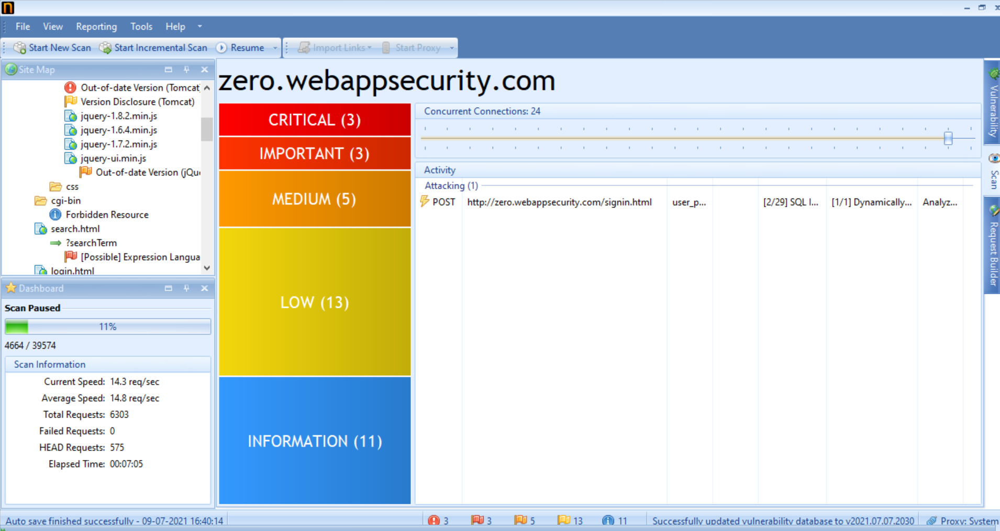 File View Reporting Tools Help
Start New Scan Start Incremental Scan Resume Import Links Start Proxy
Site Map
Out-of-date Version (Tomcat)
Version Disclosure (Tomcat)
jquery-1.8.2.min.js
jquery-1.6.4.min.js
jquery-1.7.2.min.js
jquery-ui.min.js
Out-of-date Version (jQue
css
cgi-bin
Forbidden Resource
search.html
?searchTerm
[Possible] Expression Langua
login.html
Dashboard
Scan Paused
11%
4664 / 39574
Scan Information
Current Speed: 14.3 req/sec
Average Speed: 14.8 req/sec
Total Requests: 6303
Failed Requests: 0
HEAD Requests: 575
Elapsed Time: 00:07:05
zero.webappsecurity.com
CRITICAL (3)
IMPORTANT (3)
MEDIUM (5)
LOW (13)
INFORMATION (11)
Concurrent Connections: 24
Activity
Attacking (1)
POST http://zero.webappsecurity.com/signin.html user_p... [2/29] SQL I... [1/1] Dynamically... Analyz...
Vulnerability
Scan
Request Builder
Auto save finished successfully - 09-07-2021 16:40:14 3 3 5 13 11 Successfully updated vulnerability database to v2021.07.07.2030 Proxy: System